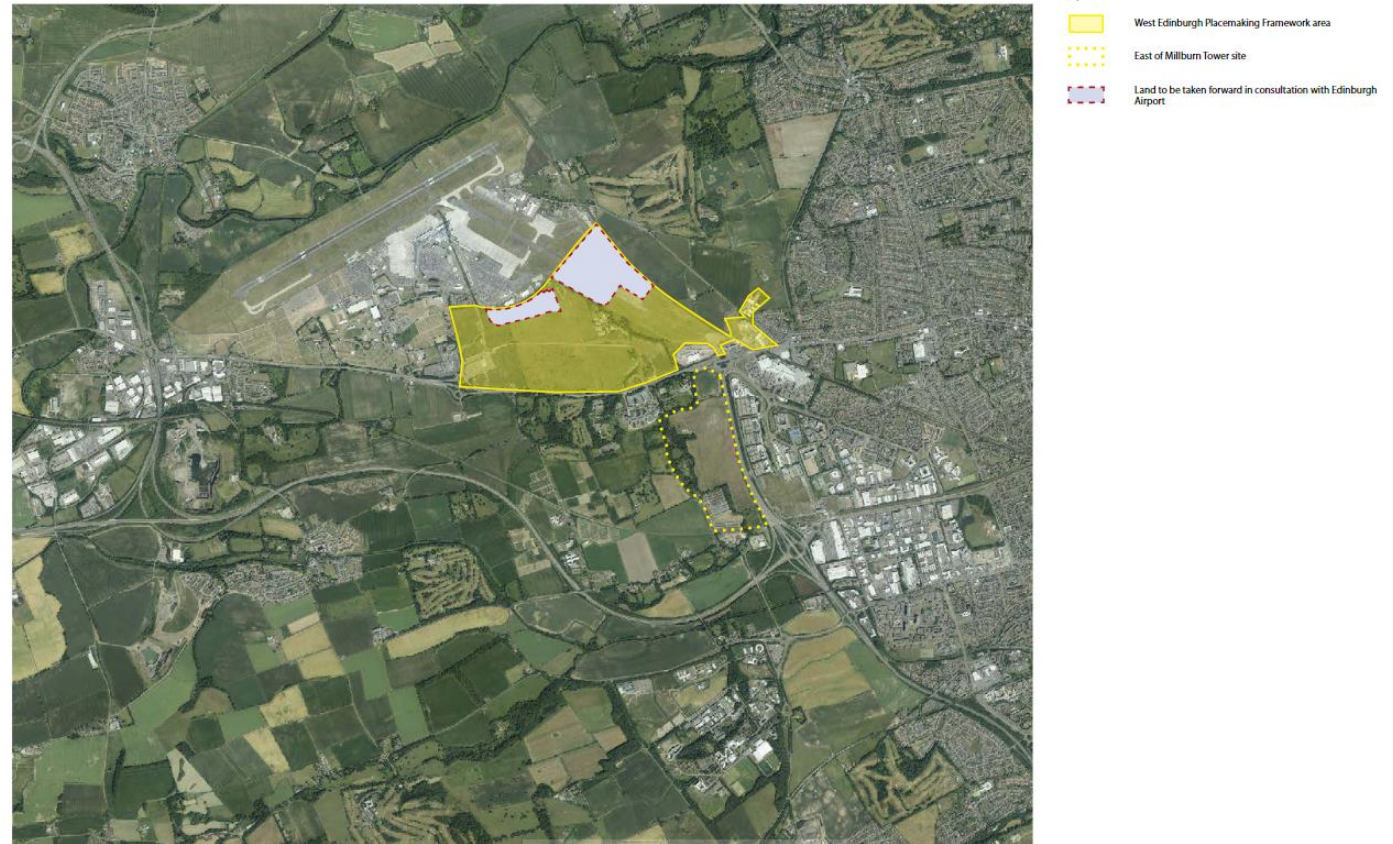 West Edinburgh Placemaking Framework area
East of Millburn Tower site
Land to be taken forward in consultation with Edinburgh
Airport